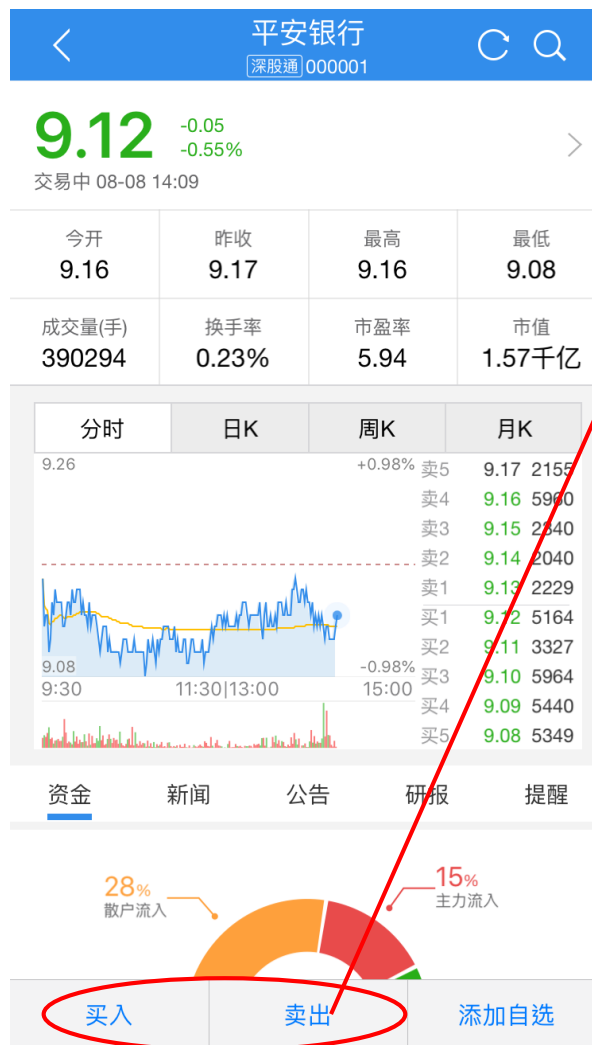 平安银行
深股通 000001
9.12
-0.05
-0.55%
交易中 08-08 14:09
今开 昨收 最高 最低
9.16 9.17 9.16 9.08
成交量(手) 换手率 市盈率 市值
390294 0.23% 5.94 1.57千亿
分时 日K 周K 月K
9.26 +0.98%
卖5 9.17 2155
卖4 9.16 5960
卖3 9.15 2840
卖2 9.14 2040
卖1 9.13 2229
买1 9.12 5164
买2 9.11 3327
买3 9.10 5964
买4 9.09 5440
买5 9.08 5349
9.08 -0.98%
9:30 11:30|13:00 15:00
资金 新闻 公告 研报 提醒
28%
散户流入
15%
主力流入
买入 卖出 添加自选